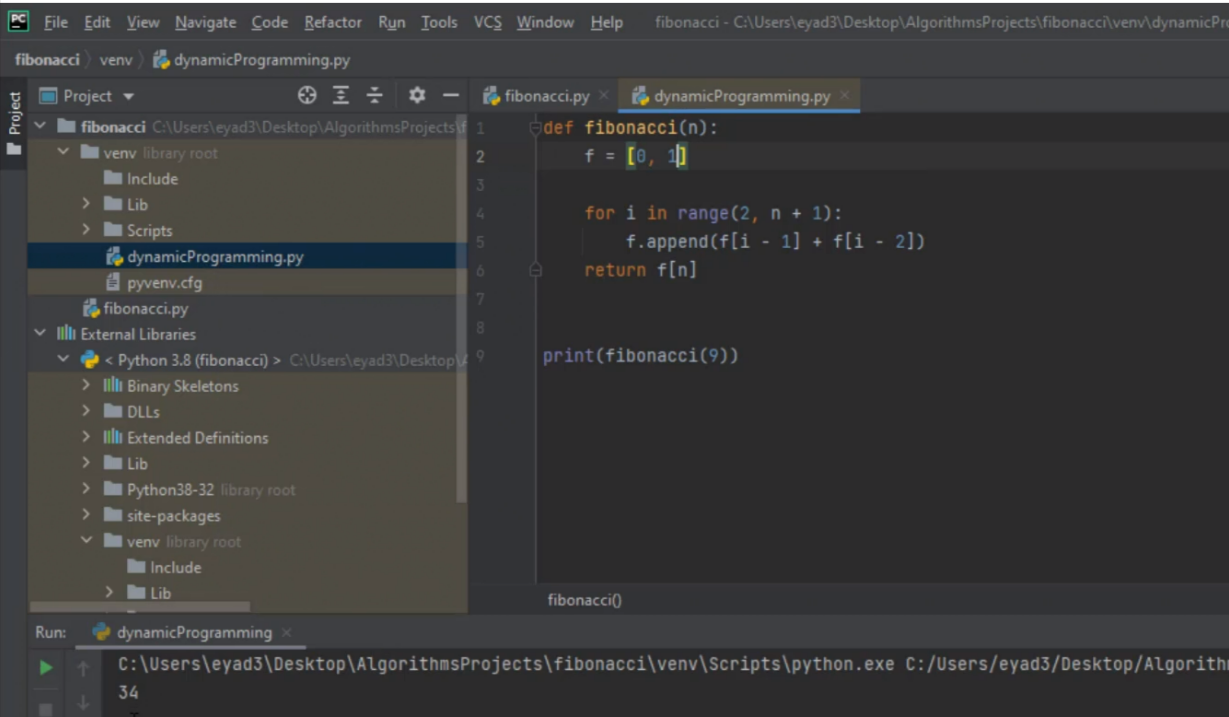 PC File Edit View Navigate Code Refactor Run Tools VCS Window Help fibonacci - C:\Users\eyad3\Desktop\AlgorithmsProjects\fibonacci\venv\dynamicPro
fibonacci venv dynamicProgramming.py
Project
Project
fibonacci.py
dynamicProgramming.py
fibonacci C:\Users\eyad3\Desktop\AlgorithmsProjects\f
venv library root
Include
Lib
Scripts
dynamicProgramming.py
pyvenv.cfg
fibonacci.py
External Libraries
< Python 3.8 (fibonacci) > C:\Users\eyad3\Desktop\A
Binary Skeletons
DLLs
Extended Definitions
Lib
Python38-32 library root
site-packages
venv library root
Include
Lib
1 def fibonacci(n):
2 f = [0, 1]
3
4 for i in range(2, n + 1):
5 f.append(f[i - 1] + f[i - 2])
6 return f[n]
7
8
9 print(fibonacci(9))
fibonacci()
Run: dynamicProgramming
C:\Users\eyad3\Desktop\AlgorithmsProjects\fibonacci\venv\Scripts\python.exe C:/Users/eyad3/Desktop/Algorith
34